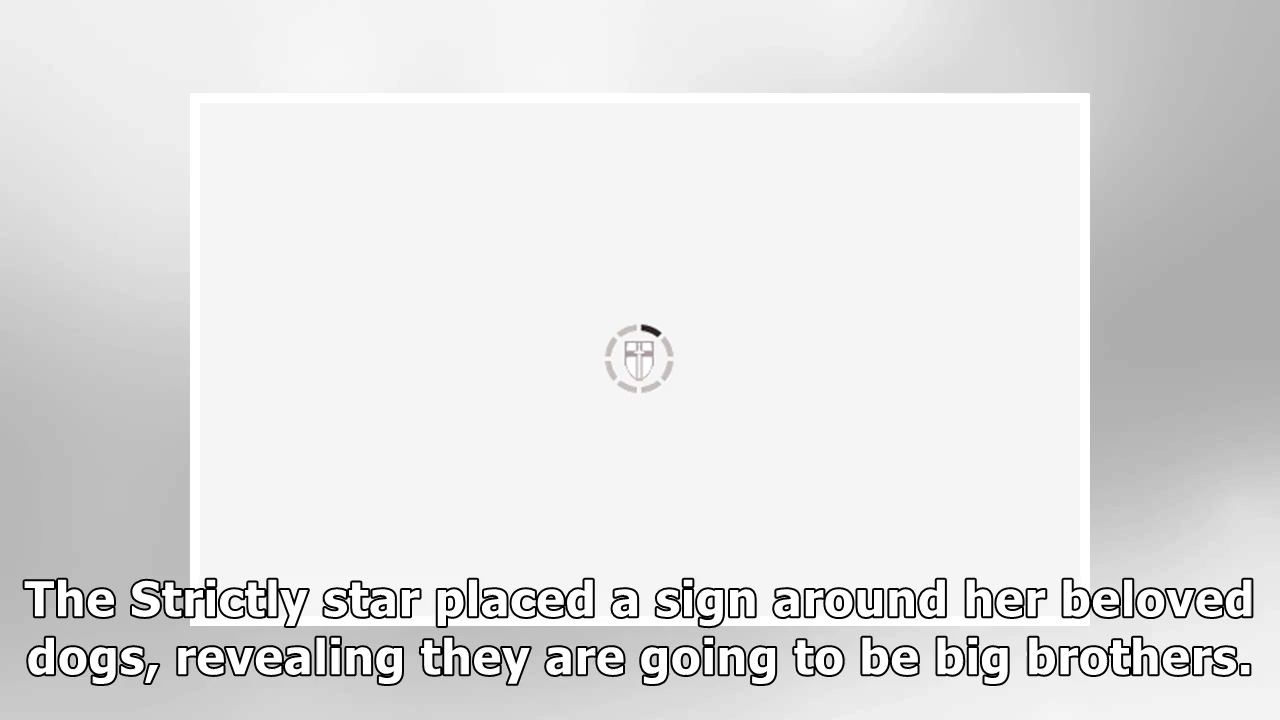 The Strictly star placed a sign around her beloved
dogs, revealing they are going to be big brothers.